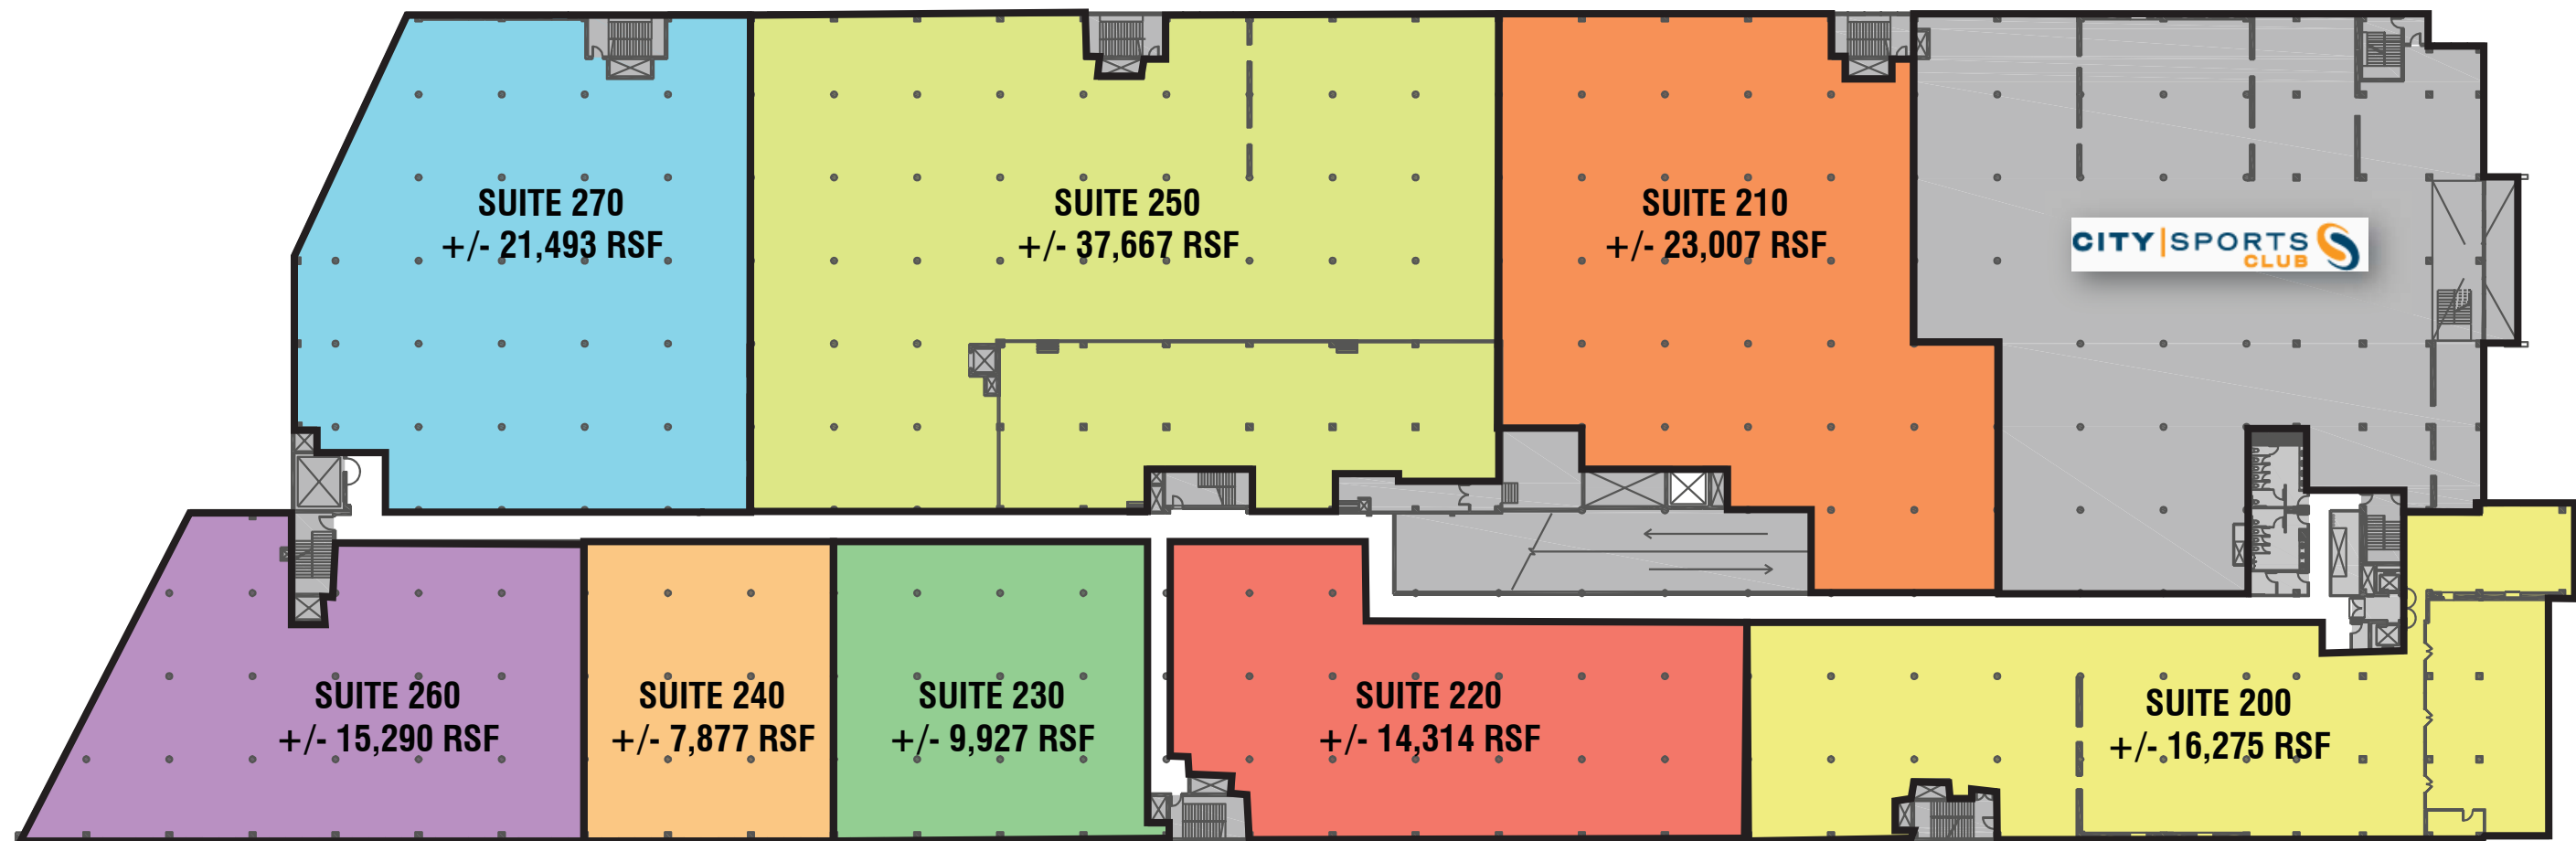 SUITE 270
+/- 21,493 RSF
SUITE 250
+/- 37,667 RSF
SUITE 210
+/- 23,007 RSF
CITY|SPORTS
CLUB
SUITE 260
+/- 15,290 RSF
SUITE 240
+/- 7,877 RSF
SUITE 230
+/- 9,927 RSF
SUITE 220
+/- 14,314 RSF
SUITE 200
+/- 16,275 RSF